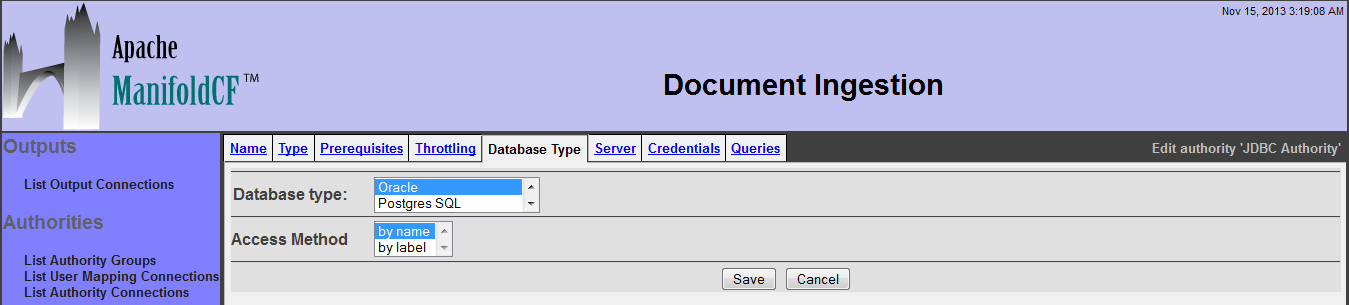 Nov 15, 2013 3:19:08 AM
Apache
ManifoldCF™
Document Ingestion
Outputs
List Output Connections
Authorities
List Authority Groups
List User Mapping Connections
List Authority Connections
Name Type Prerequisites Throttling Database Type Server Credentials Queries Edit authority 'JDBC Authority'
Database type: Oracle
Postgres SQL
Access Method by name
by label
Save Cancel